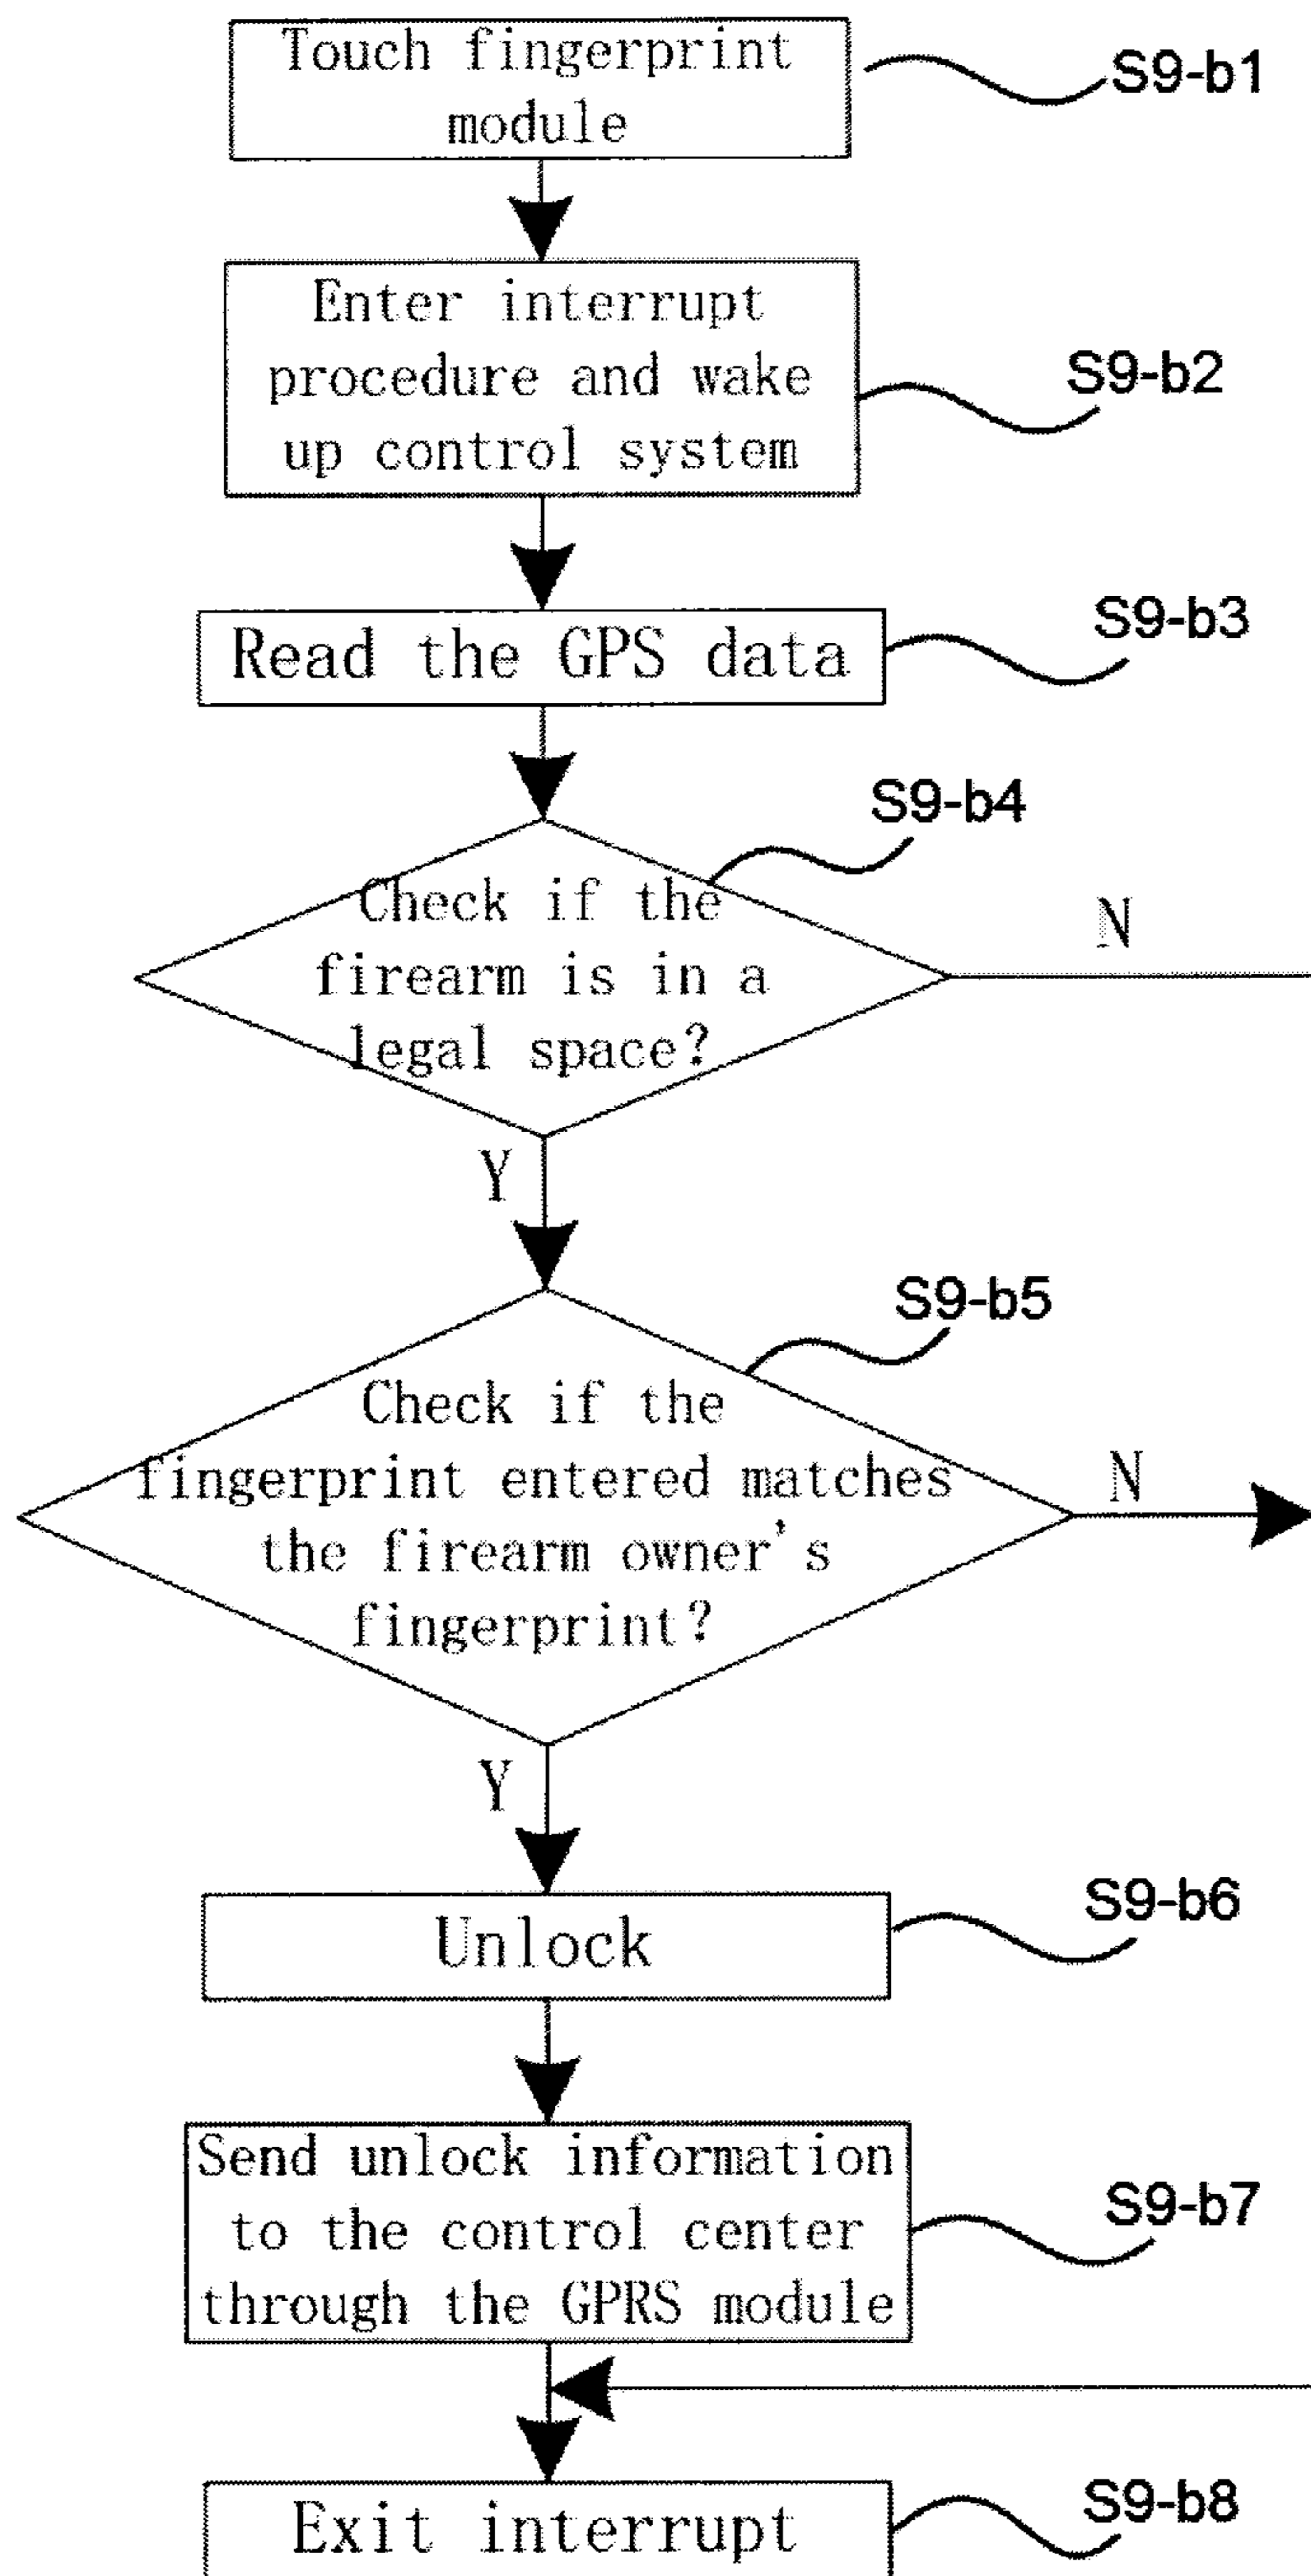 Touch fingerprint
module
S9-b1
Enter interrupt
procedure and wake
up control system
S9-b2
Read the GPS data
S9-b3
S9-b4
Check if the
firearm is in a
legal space?
N
Y
S9-b5
Check if the
fingerprint entered matches
the firearm owner's
fingerprint?
N
Y
Unlock
S9-b6
Send unlock information
to the control center
through the GPRS module
S9-b7
Exit interrupt
S9-b8